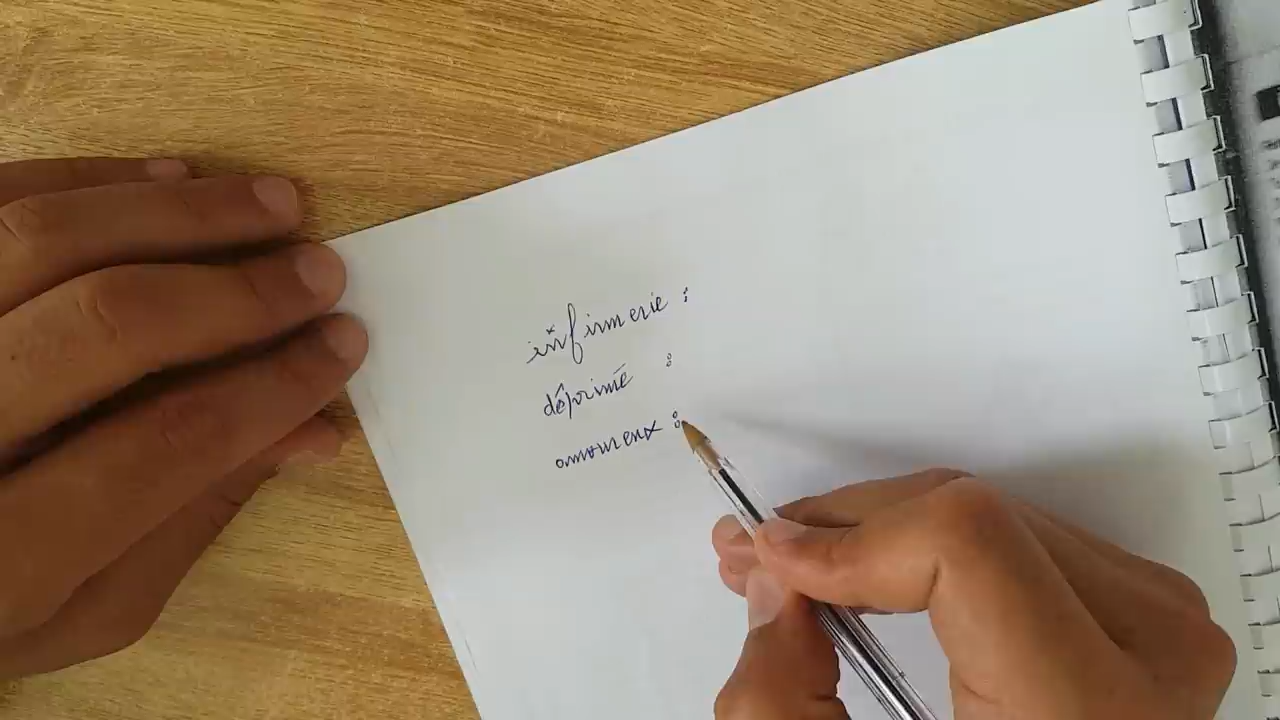 infirmerie :
déprimé :
amoureux :